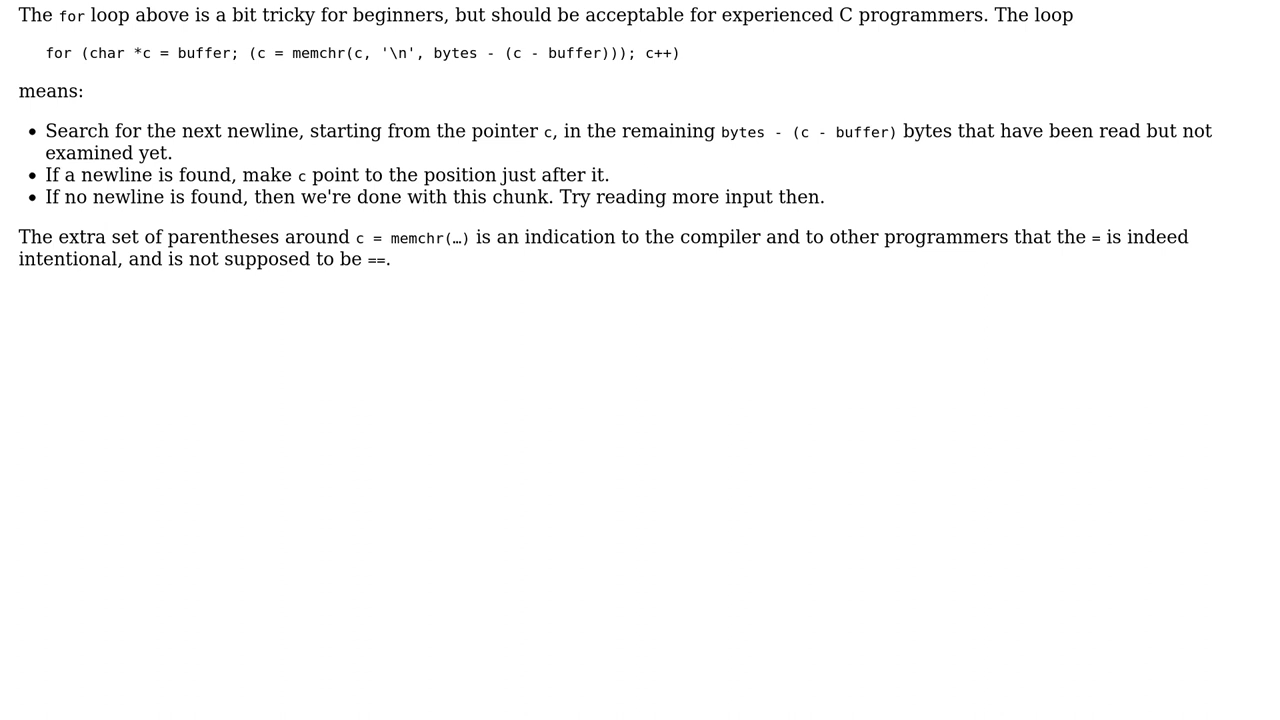 The for loop above is a bit tricky for beginners, but should be acceptable for experienced C programmers. The loop
for (char *c = buffer; (c = memchr(c, '\n', bytes - (c - buffer))); c++)
means:
• Search for the next newline, starting from the pointer c, in the remaining bytes - (c - buffer) bytes that have been read but not
examined yet.
• If a newline is found, make c point to the position just after it.
• If no newline is found, then we're done with this chunk. Try reading more input then.
The extra set of parentheses around c = memchr(…) is an indication to the compiler and to other programmers that the = is indeed
intentional, and is not supposed to be ==.